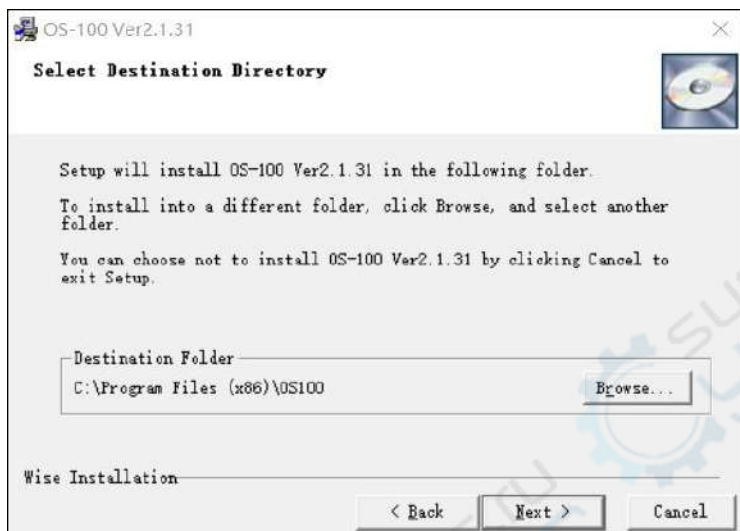 OS-100 Ver2.1.31
Select Destination Directory
Setup will install OS-100 Ver2.1.31 in the following folder.
To install into a different folder, click Browse, and select another
folder.
You can choose not to install OS-100 Ver2.1.31 by clicking Cancel to
exit Setup.
Destination Folder
C:\Program Files (x86)\OS100
Browse...
Wise Installation
< Back
Next >
Cancel